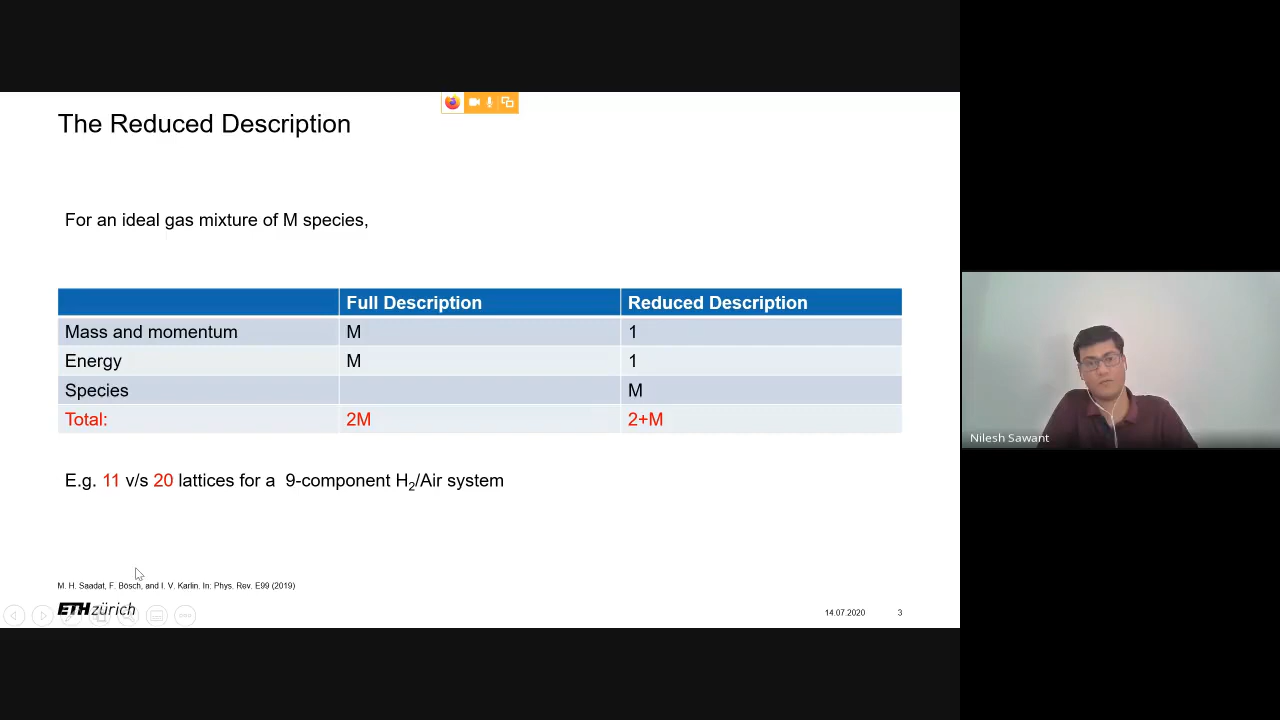 The Reduced Description
For an ideal gas mixture of M species,
Full Description Reduced Description
Mass and momentum M 1
Energy M 1
Species M
Total: 2M 2+M
E.g. 11 v/s 20 lattices for a 9-component H2/Air system
M. H. Saadat, F. Bösch, and I. V. Karlin. In: Phys. Rev. E99 (2019)
ETH zürich
14.07.2020 3
Nilesh Sawant